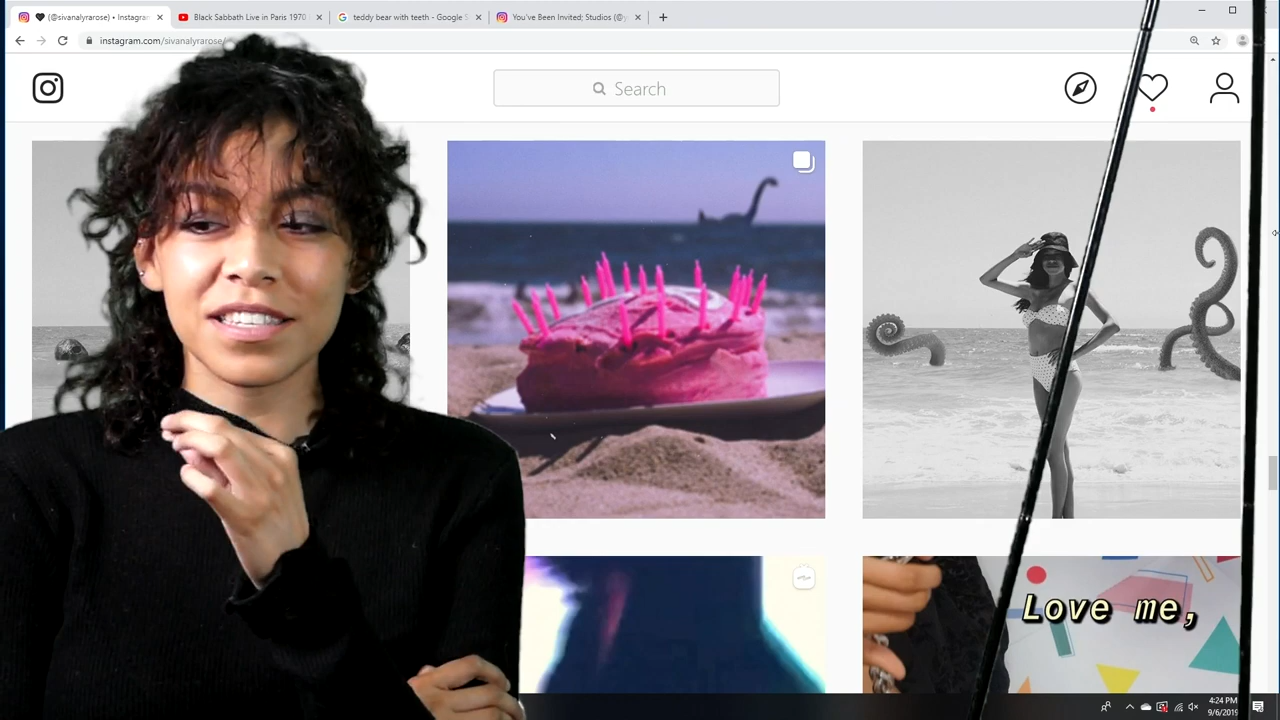 (@sivanalyrarose) • Instagram
Black Sabbath Live in Paris 1970
teddy bear with teeth - Google S
You've Been Invited; Studios (@
instagram.com/sivanalyrarose/
Search
Love me,
4:24 PM
9/6/2019